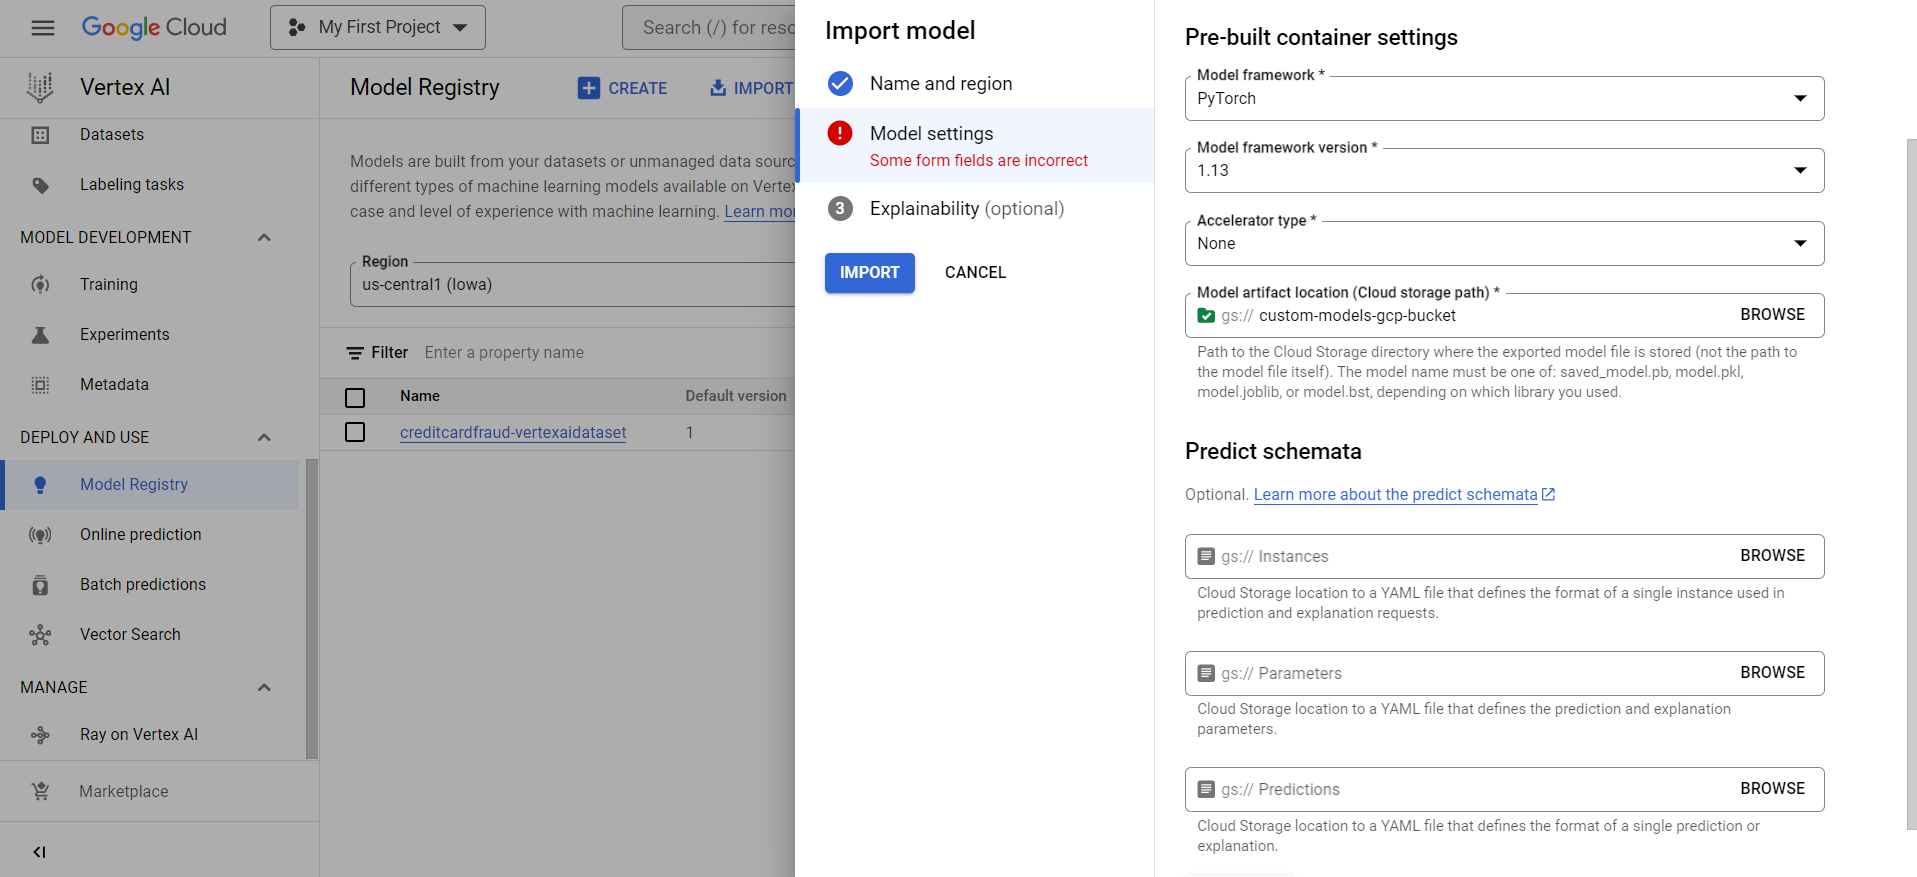 Google Cloud
My First Project
Search (/) for reso
Vertex AI
Datasets
Labeling tasks
MODEL DEVELOPMENT
Training
Experiments
Metadata
DEPLOY AND USE
Model Registry
Online prediction
Batch predictions
Vector Search
MANAGE
Ray on Vertex AI
Marketplace
Model Registry
CREATE
IMPORT
Models are built from your datasets or unmanaged data sourc
different types of machine learning models available on Vertex
case and level of experience with machine learning. Learn mor
Region
us-central1 (Iowa)
Filter Enter a property name
Name Default version
creditcardfraud-vertexaidataset 1
Import model
Name and region
! Model settings
Some form fields are incorrect
3 Explainability (optional)
IMPORT CANCEL
Pre-built container settings
Model framework *
PyTorch
Model framework version *
1.13
Accelerator type *
None
Model artifact location (Cloud storage path) *
gs:// custom-models-gcp-bucket BROWSE
Path to the Cloud Storage directory where the exported model file is stored (not the path to
the model file itself). The model name must be one of: saved_model.pb, model.pkl,
model.joblib, or model.bst, depending on which library you used.
Predict schemata
Optional. Learn more about the predict schemata
gs:// Instances BROWSE
Cloud Storage location to a YAML file that defines the format of a single instance used in
prediction and explanation requests.
gs:// Parameters BROWSE
Cloud Storage location to a YAML file that defines the prediction and explanation
parameters.
gs:// Predictions BROWSE
Cloud Storage location to a YAML file that defines the format of a single prediction or
explanation.